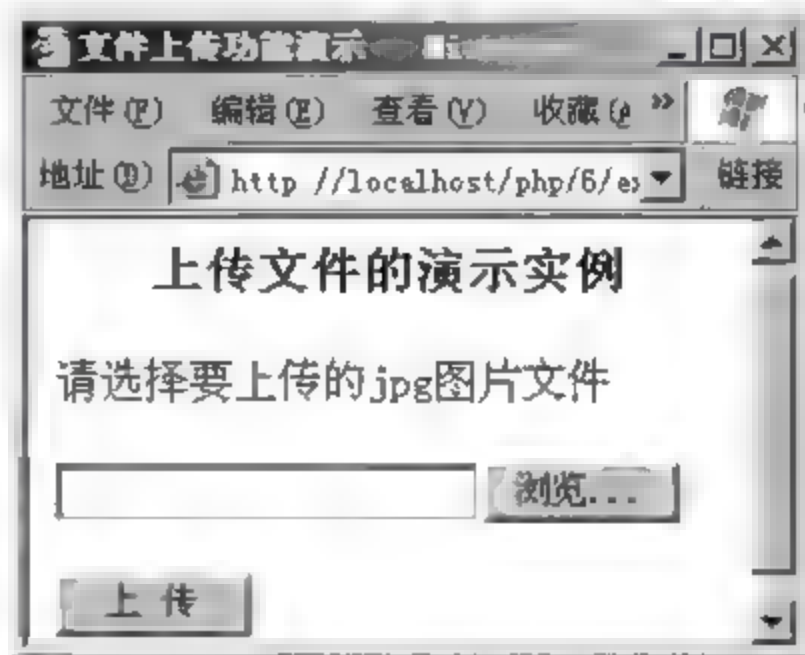 文件上传功能演示
文件(F) 编辑(E) 查看(V) 收藏(A »
地址(D) http://localhost/php/6/ex 链接
上传文件的演示实例
请选择要上传的jpg图片文件
浏览...
上 传